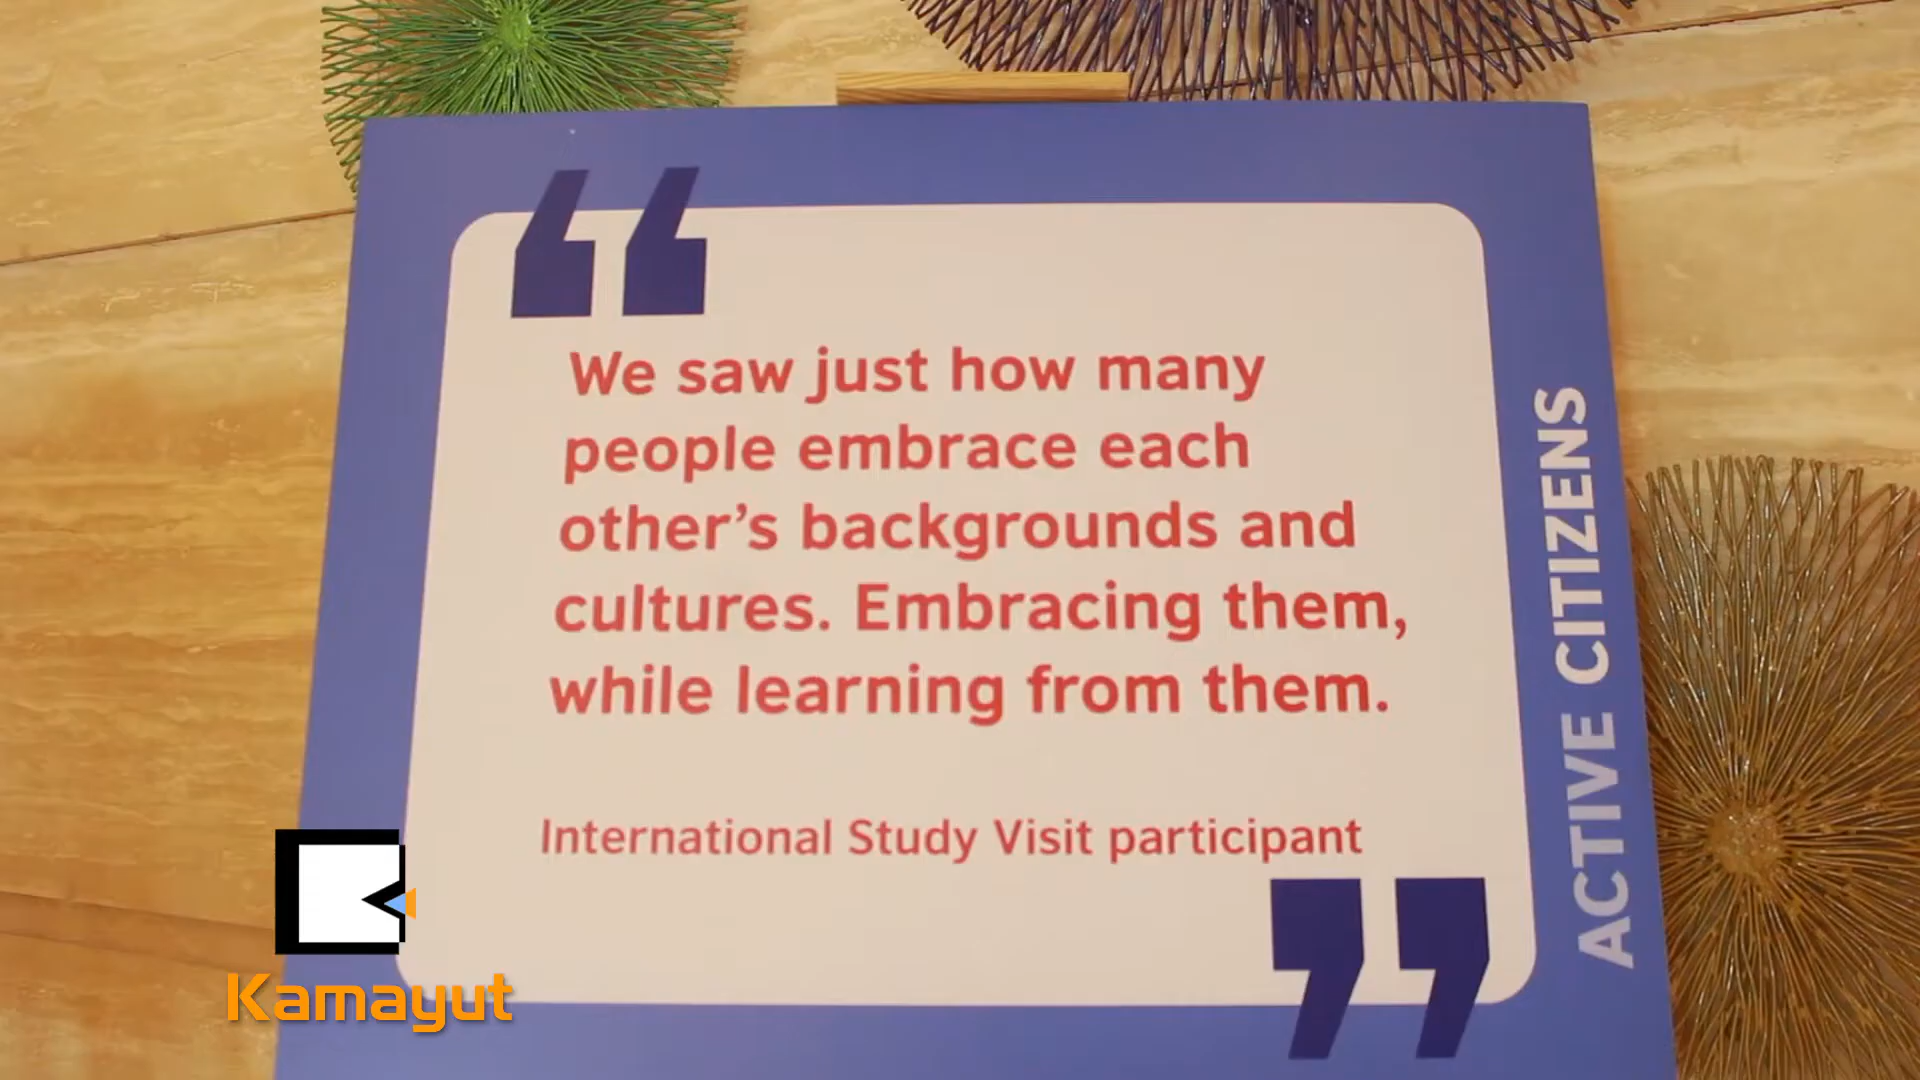 We saw just how many
people embrace each
other’s backgrounds and
cultures. Embracing them,
while learning from them.
International Study Visit participant
ACTIVE CITIZENS
Kamayut